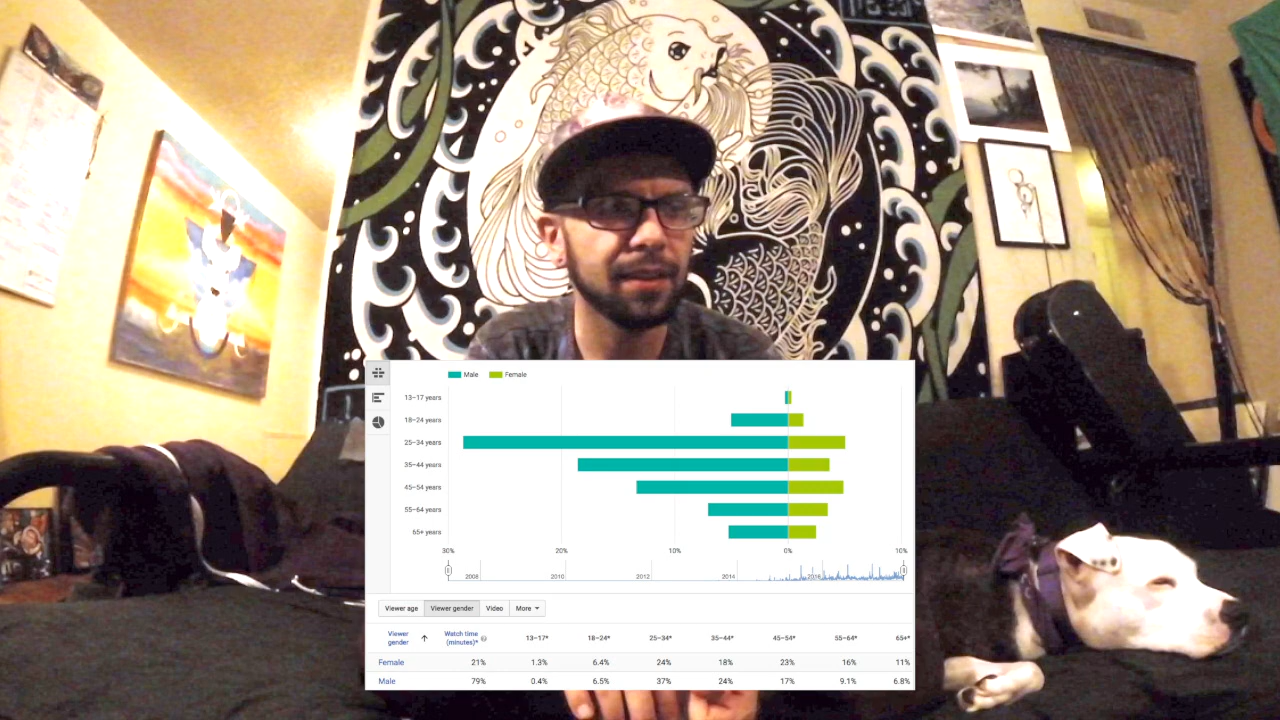 Male Female
13–17 years
18–24 years
25–34 years
35–44 years
45–54 years
55–64 years
65+ years
30% 20% 10% 0% 10%
2008 2010 2012 2014 2016
Viewer age Viewer gender Video More
Viewer gender Watch time (minutes)* 13–17* 18–24* 25–34* 35–44* 45–54* 55–64* 65+*
Female 21% 1.3% 6.4% 24% 18% 23% 16% 11%
Male 79% 0.4% 6.5% 37% 24% 17% 9.1% 6.8%